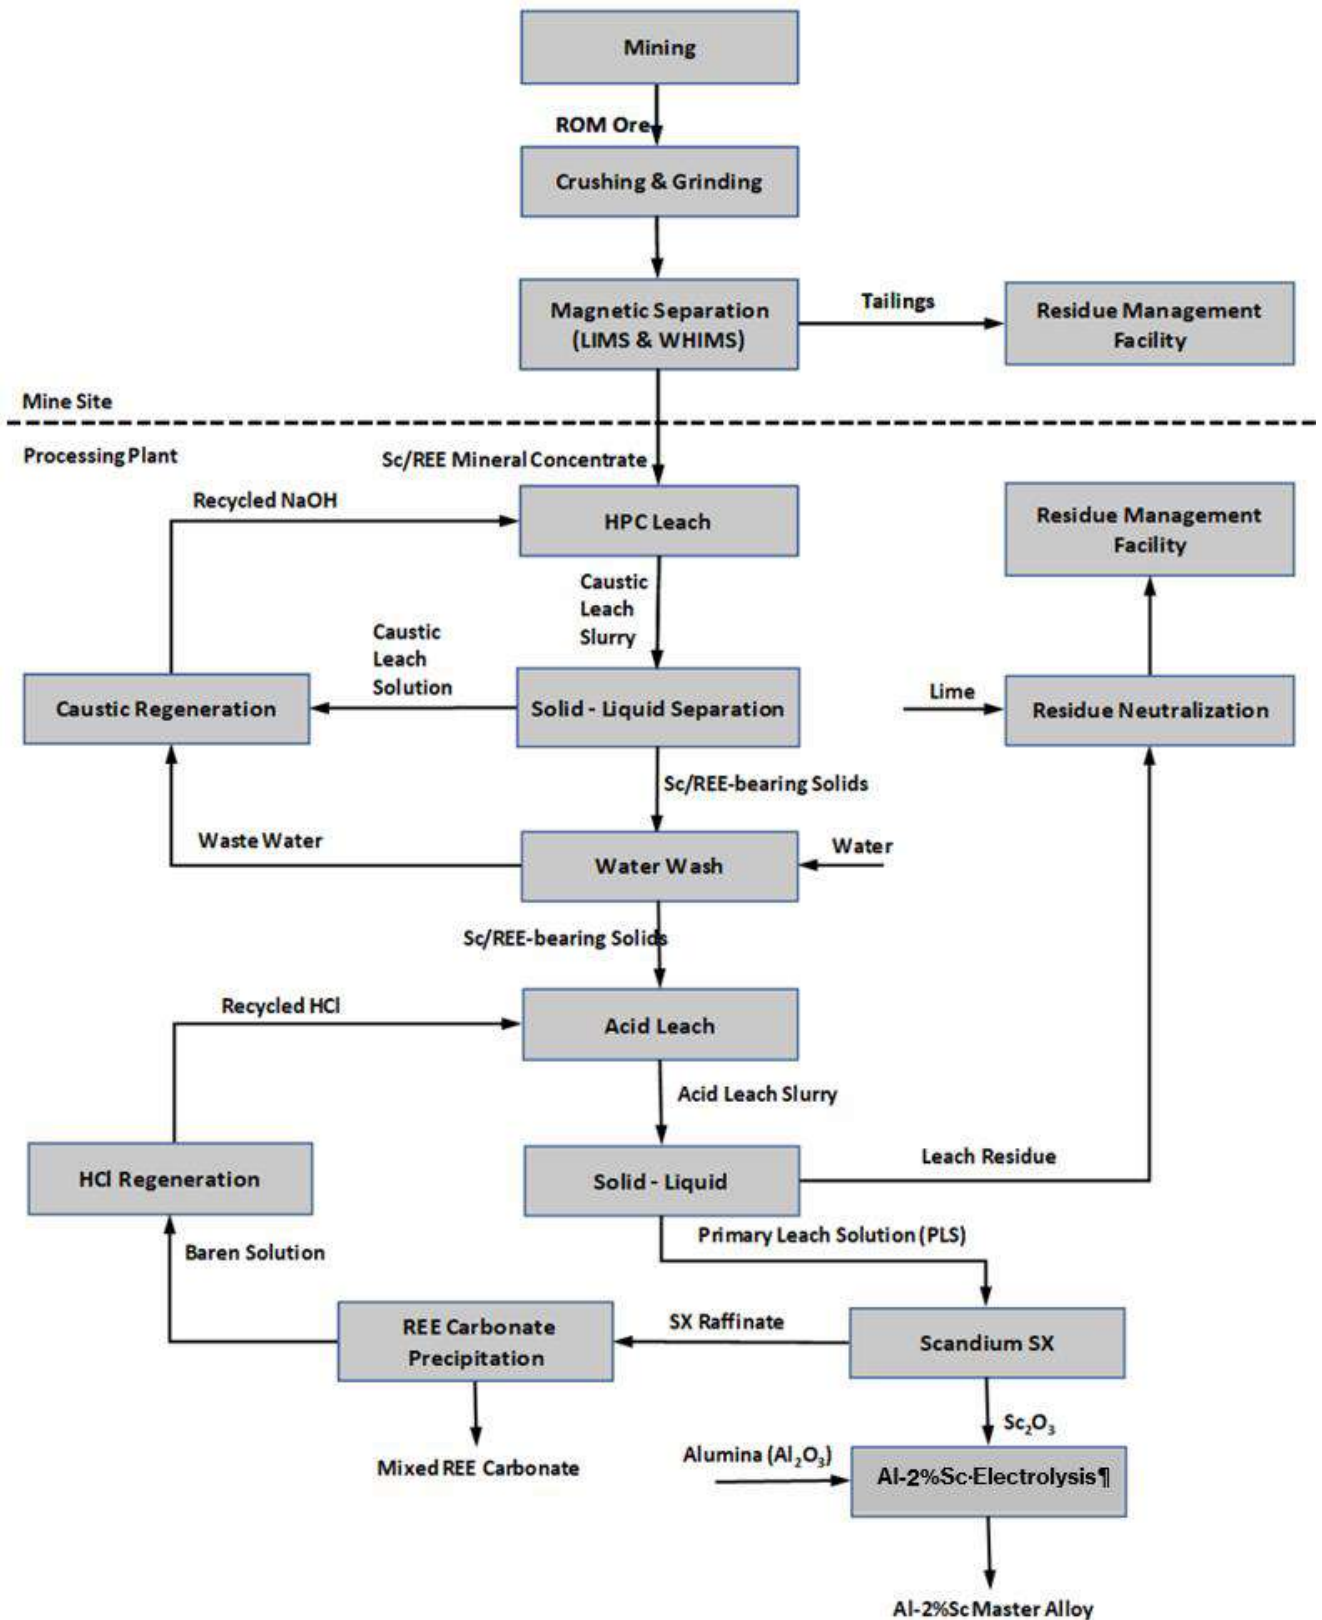 Mining
ROM Ore
Crushing & Grinding
Magnetic Separation
(LIMS & WHIMS)
Tailings
Residue Management
Facility
Mine Site
Processing Plant
Sc/REE Mineral Concentrate
Recycled NaOH
HPC Leach
Residue Management
Facility
Caustic
Leach
Slurry
Caustic
Leach
Solution
Caustic Regeneration
Solid - Liquid Separation
Lime
Residue Neutralization
Sc/REE-bearing Solids
Waste Water
Water Wash
Water
Sc/REE-bearing Solids
Recycled HCl
Acid Leach
Acid Leach Slurry
HCl Regeneration
Solid - Liquid
Leach Residue
Primary Leach Solution (PLS)
Baren Solution
REE Carbonate
Precipitation
SX Raffinate
Scandium SX
Sc₂O₃
Mixed REE Carbonate
Alumina (Al₂O₃)
Al-2%Sc·Electrolysis¶
Al-2%Sc Master Alloy